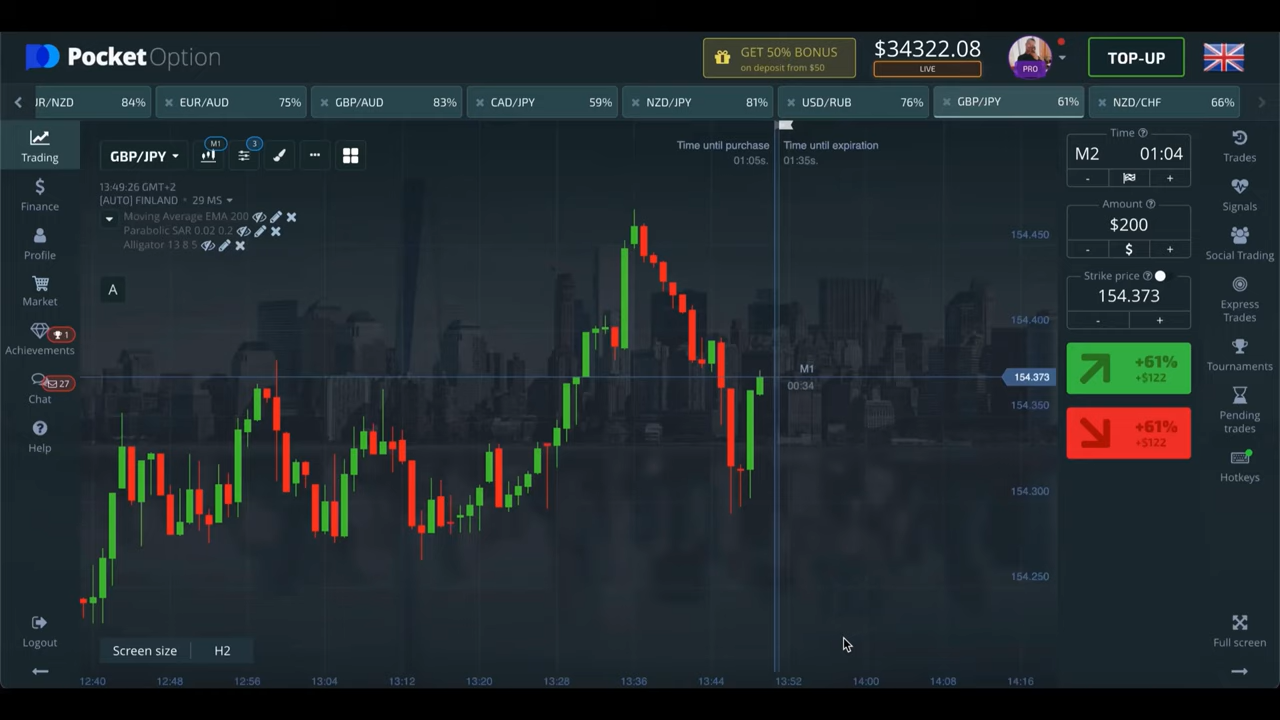 PocketOption
GET 50% BONUS
on deposit from $50
$34322.08
LIVE
PRO
TOP-UP
JR/NZD 84%
EUR/AUD 75%
GBP/AUD 83%
CAD/JPY 59%
NZD/JPY 81%
USD/RUB 76%
GBP/JPY 61%
NZD/CHF 66%
Trading
Finance
Profile
Market
Achievements
1
Chat
27
Help
Logout
GBP/JPY
M1
3
13:49:26 GMT+2
[AUTO] FINLAND • 29 MS
Moving Average EMA 200
Parabolic SAR 0.02 0.2
Alligator 13 8 5
A
Time until purchase
01:05s.
Time until expiration
01:35s.
M1
00:34
154.450
154.400
154.373
154.350
154.300
154.250
Screen size H2
12:40 12:48 12:56 13:04 13:12 13:20 13:28 13:36 13:44 13:52 14:00 14:08 14:16
Time
M2 01:04
- +
Amount
$200
- $ +
Strike price
154.373
- +
+61%
+$122
+61%
+$122
Trades
Signals
Social Trading
Express
Trades
Tournaments
Pending
trades
Hotkeys
Full screen